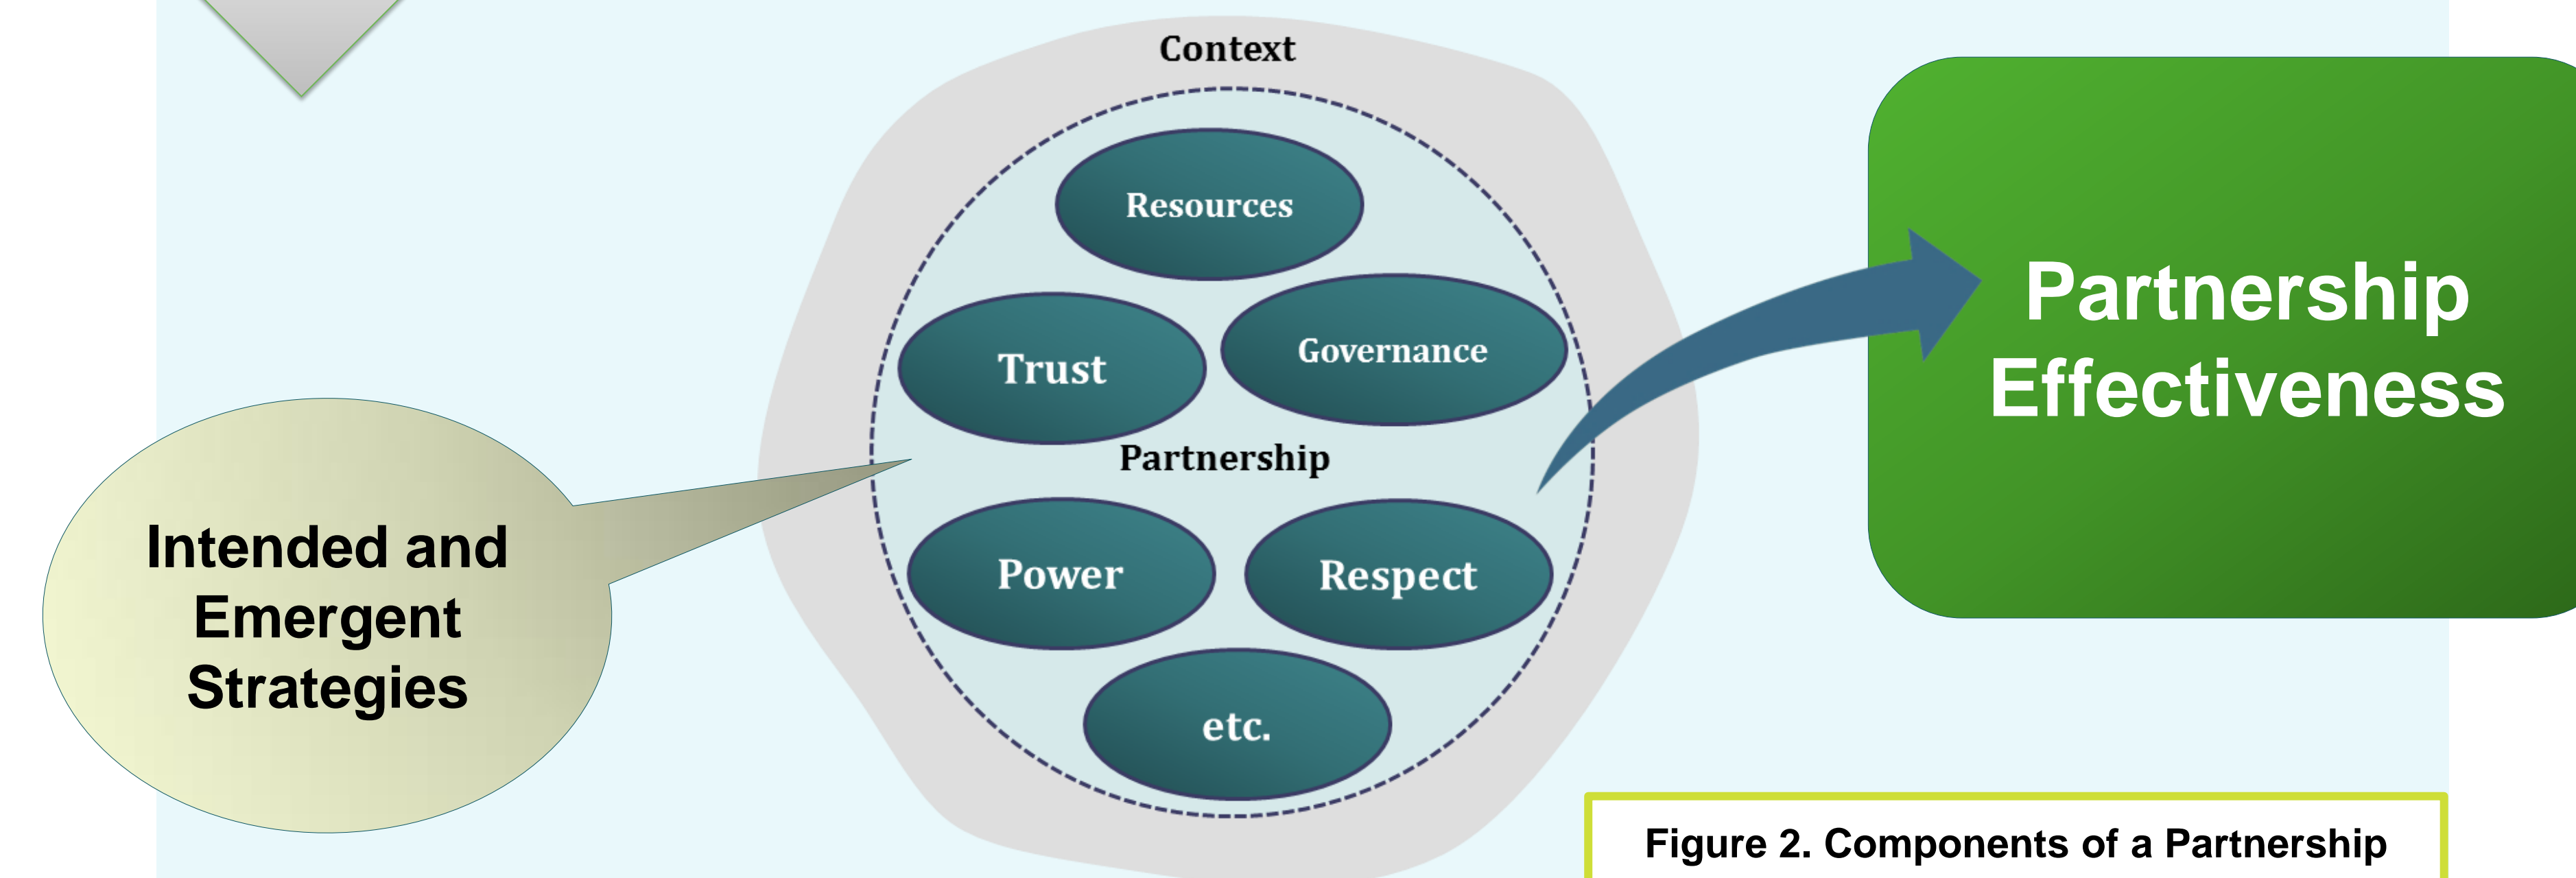 Context
Resources
Trust
Governance
Partnership
Power
Respect
etc.
Intended and
Emergent
Strategies
Partnership
Effectiveness
Figure 2. Components of a Partnership